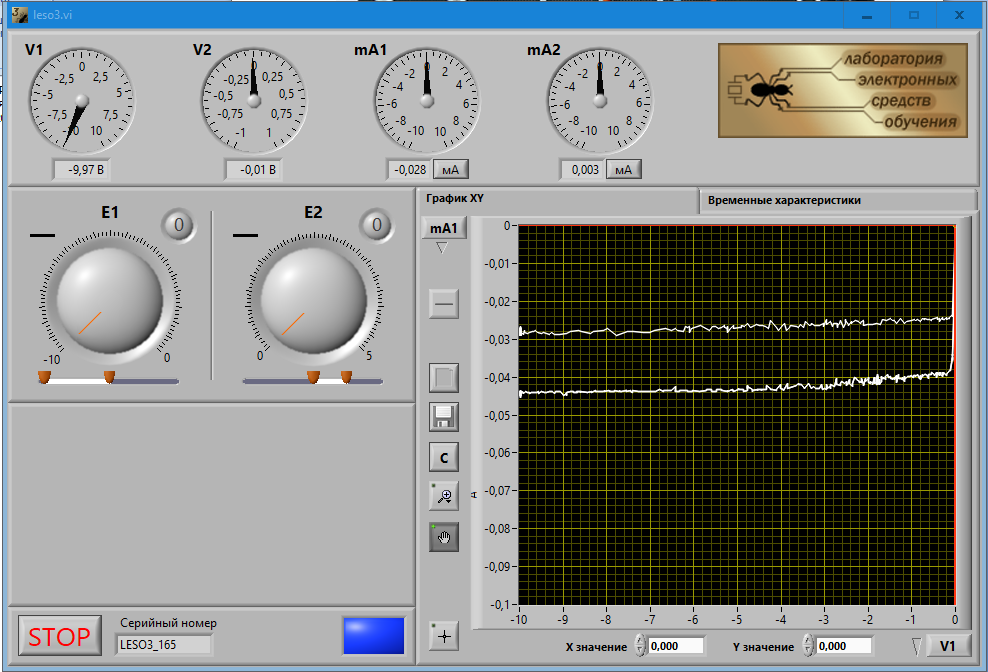 leso3.vi
V1
V2
mA1
mA2
0
-2,5 2,5
-5 5
-7,5 7,5
10
0
-0,25 0,25
-0,5 0,5
-0,75 0,75
-1 1
0
-2 2
-4 4
-6 6
-8 8
-10 10
0
-2 2
-4 4
-6 6
-8 8
-10 10
-9,97 В
-0,01 В
-0,028 мА
0,003 мА
лаборатория
электронных
средств
обучения
E1
0
-10 0
E2
0
0 5
График XY
Временные характеристики
mA1
C
A
0
-0,01
-0,02
-0,03
-0,04
-0,05
-0,06
-0,07
-0,08
-0,09
-0,1
-10 -9 -8 -7 -6 -5 -4 -3 -2 -1 0
X значение 0,000
Y значение 0,000
V1
STOP
Серийный номер
LESO3_165